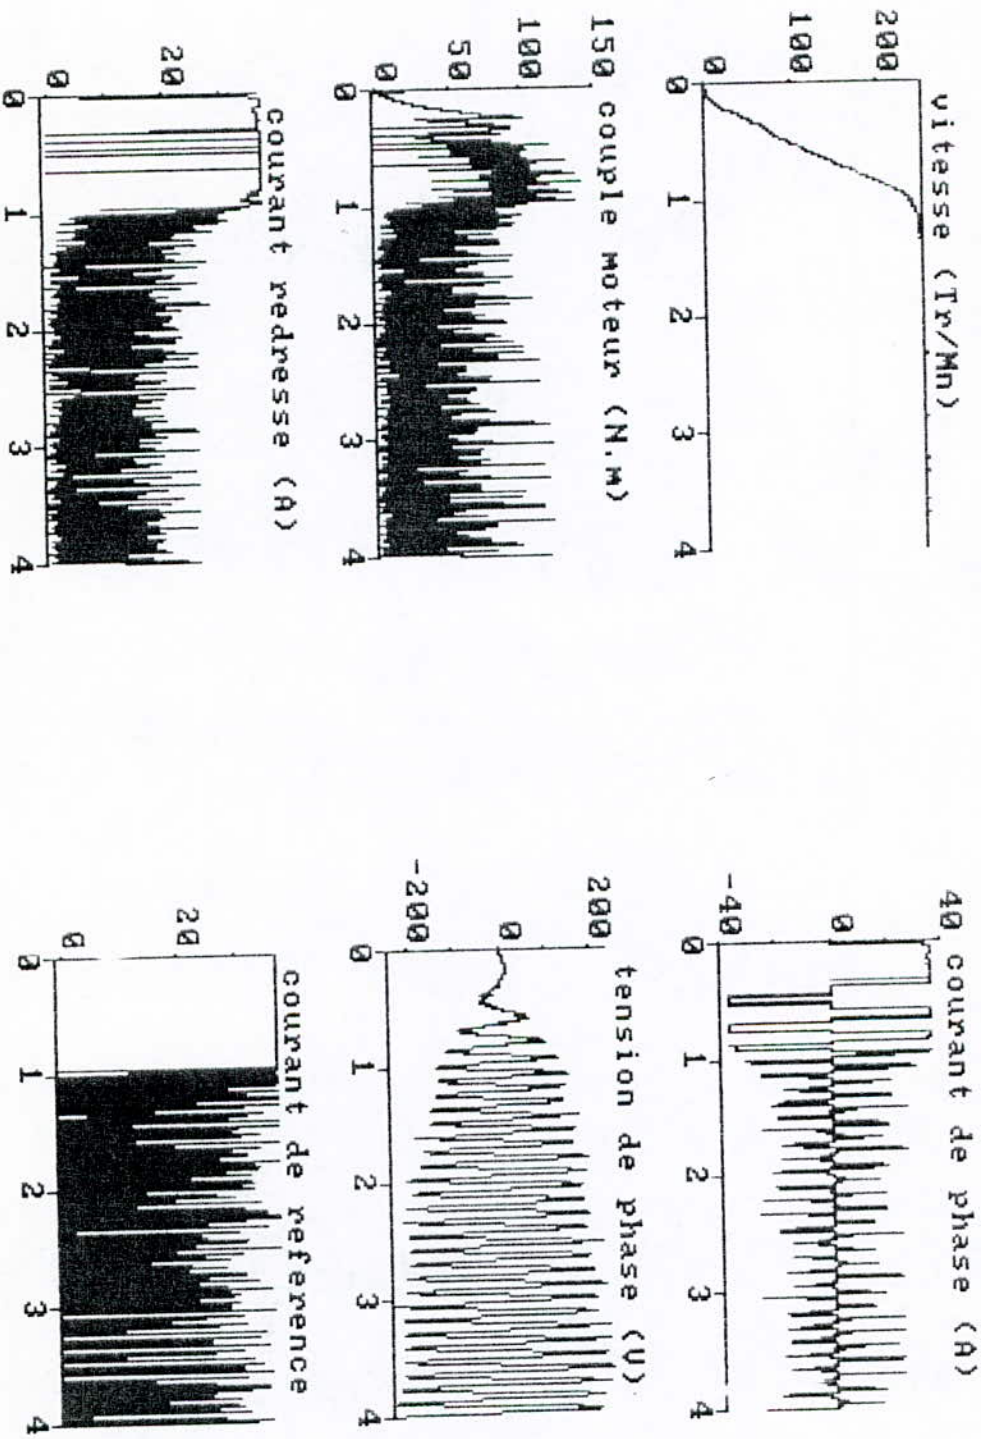 vitesse (Tr/Mn)
2000
1000
0
0 1 2 3 4
courant de phase (A)
40
0
-40
0 1 2 3 4
couple moteur (N.m)
150
100
50
0
0 1 2 3 4
tension de phase (V)
200
0
-200
0 1 2 3 4
courant redresse (A)
20
0
0 1 2 3 4
courant de reference
20
0
0 1 2 3 4